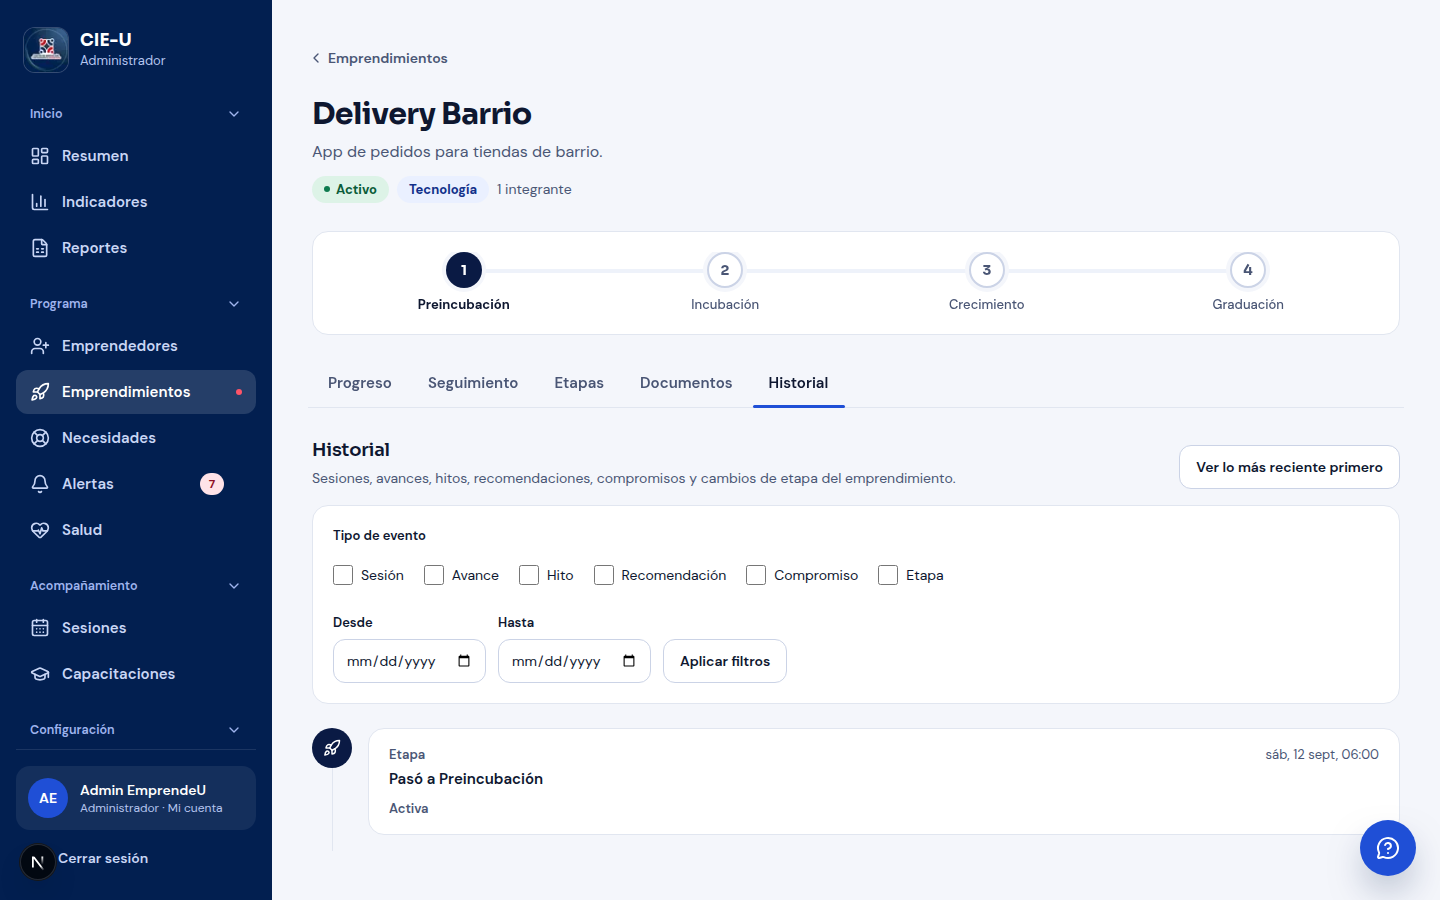 CIE-U
Administrador
Inicio
Resumen
Indicadores
Reportes
Programa
Emprendedores
Emprendimientos
Necesidades
Alertas 7
Salud
Acompañamiento
Sesiones
Capacitaciones
Configuración
AE
Admin EmprendeU
Administrador · Mi cuenta
N
Cerrar sesión
Emprendimientos
Delivery Barrio
App de pedidos para tiendas de barrio.
Activo Tecnología 1 integrante
1 2 3 4
Preincubación Incubación Crecimiento Graduación
Progreso Seguimiento Etapas Documentos Historial
Historial
Sesiones, avances, hitos, recomendaciones, compromisos y cambios de etapa del emprendimiento.
Ver lo más reciente primero
Tipo de evento
Sesión Avance Hito Recomendación Compromiso Etapa
Desde Hasta
mm/dd/yyyy mm/dd/yyyy Aplicar filtros
Etapa sáb, 12 sept, 06:00
Pasó a Preincubación
Activa